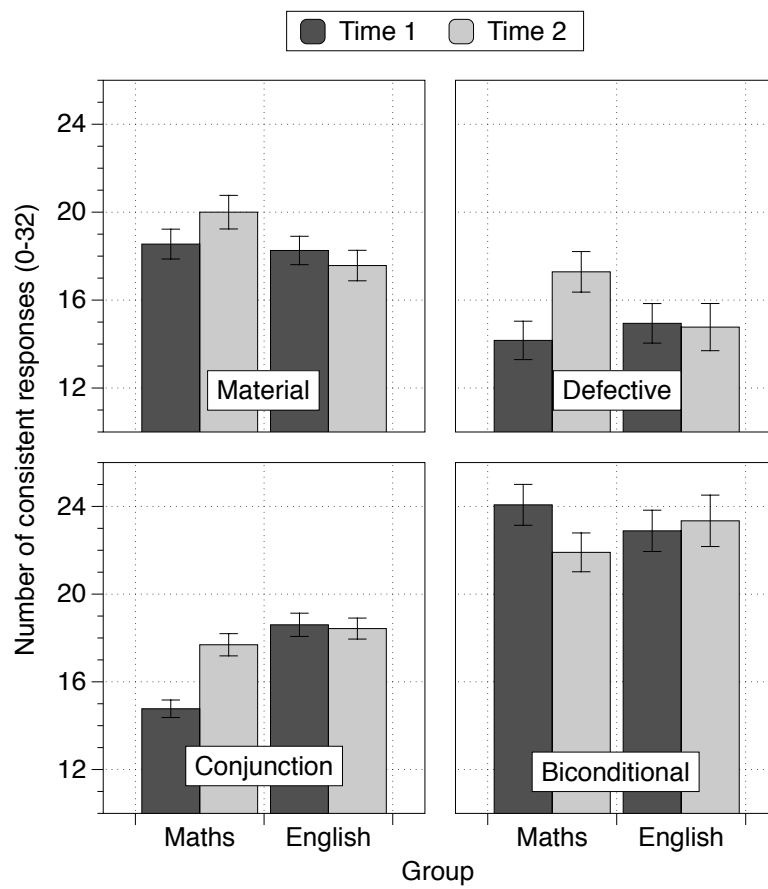 Time 1 Time 2
Number of consistent responses (0-32)
24
20
16
12
Material
Defective
24
20
16
12
Conjunction
Biconditional
Maths English Maths English
Group